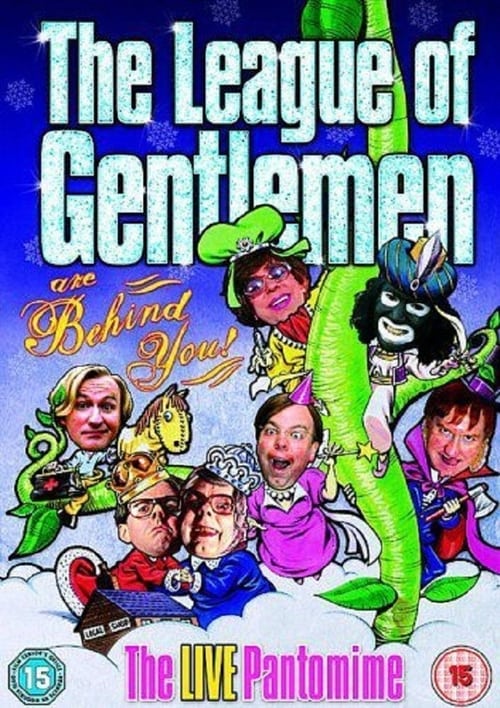 The League of
Gentlemen
are
Behind
You!
LOCAL SHOP
The LIVE Pantomime
15
15